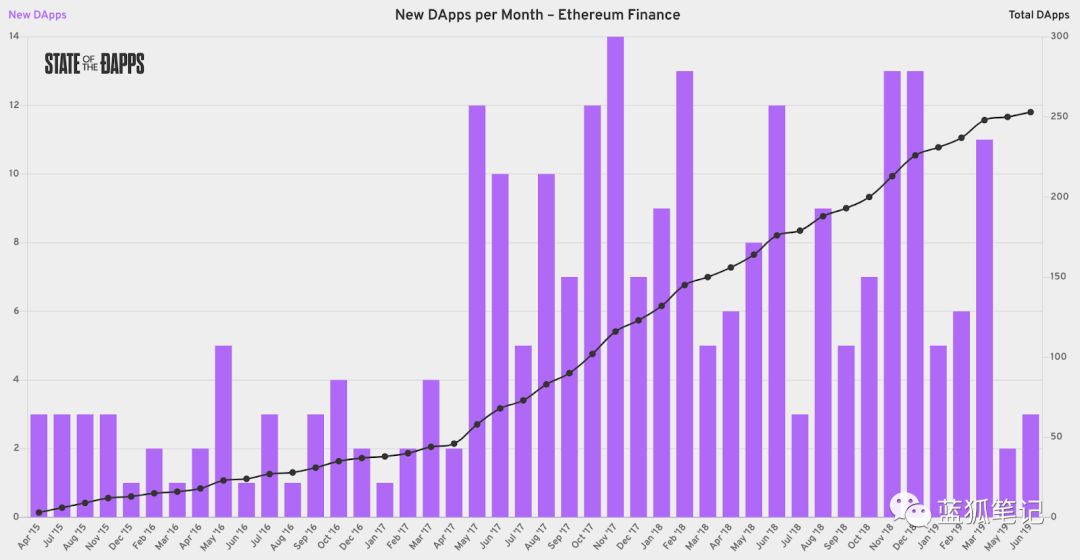 New DApps
New DApps per Month – Ethereum Finance
Total DApps
STATE OF THE ĐAPPS
14
12
10
8
6
4
2
0
300
250
200
150
100
50
0
Apr '15
Jul '15
Aug '15
Nov '15
Dec '15
Feb '16
Mar '16
Apr '16
May '16
Jun '16
Jul '16
Aug '16
Sep '16
Oct '16
Dec '16
Jan '17
Feb '17
Mar '17
Apr '17
May '17
Jun '17
Jul '17
Aug '17
Sep '17
Oct '17
Nov '17
Dec '17
Jan '18
Feb '18
Mar '18
Apr '18
May '18
Jun '18
Jul '18
Aug '18
Sep '18
Oct '18
Nov '18
Dec '18
Jan '19
Feb '19
Mar '19
May '19
Jun '19
蓝狐笔记